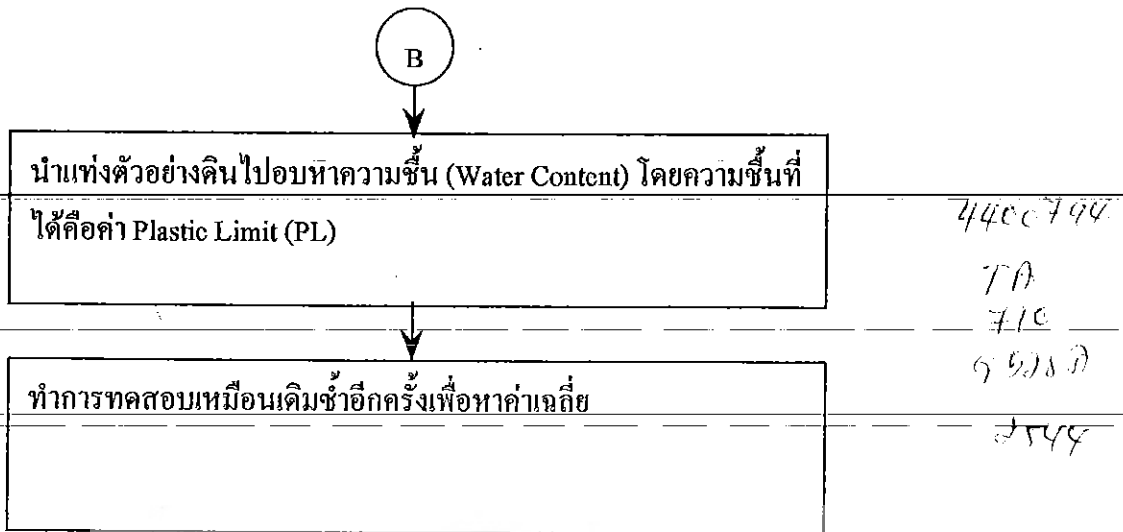 B
นำแท่งตัวอย่างดินไปอบหาความชื้น (Water Content) โดยความชื้นที่
ได้คือค่า Plastic Limit (PL)
4400794
TA
710
ทำการทดสอบเหมือนเดิมซ้ำอีกครั้งเพื่อหาค่าเฉลี่ย
2544